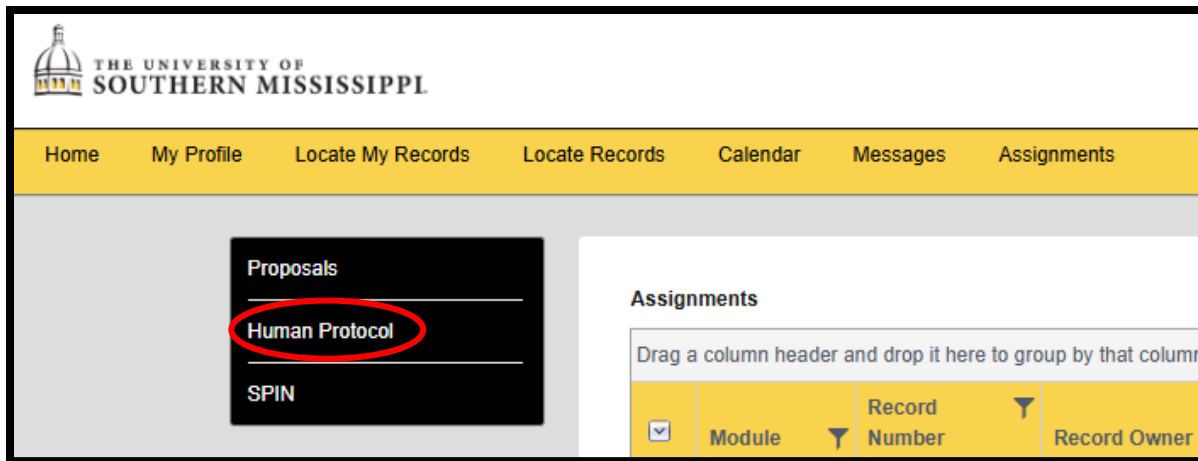 THE UNIVERSITY OF
SOUTHERN MISSISSIPPI.
Home My Profile Locate My Records Locate Records Calendar Messages Assignments
Proposals
Human Protocol
SPIN
Assignments
Drag a column header and drop it here to group by that column
Module Record Number Record Owner